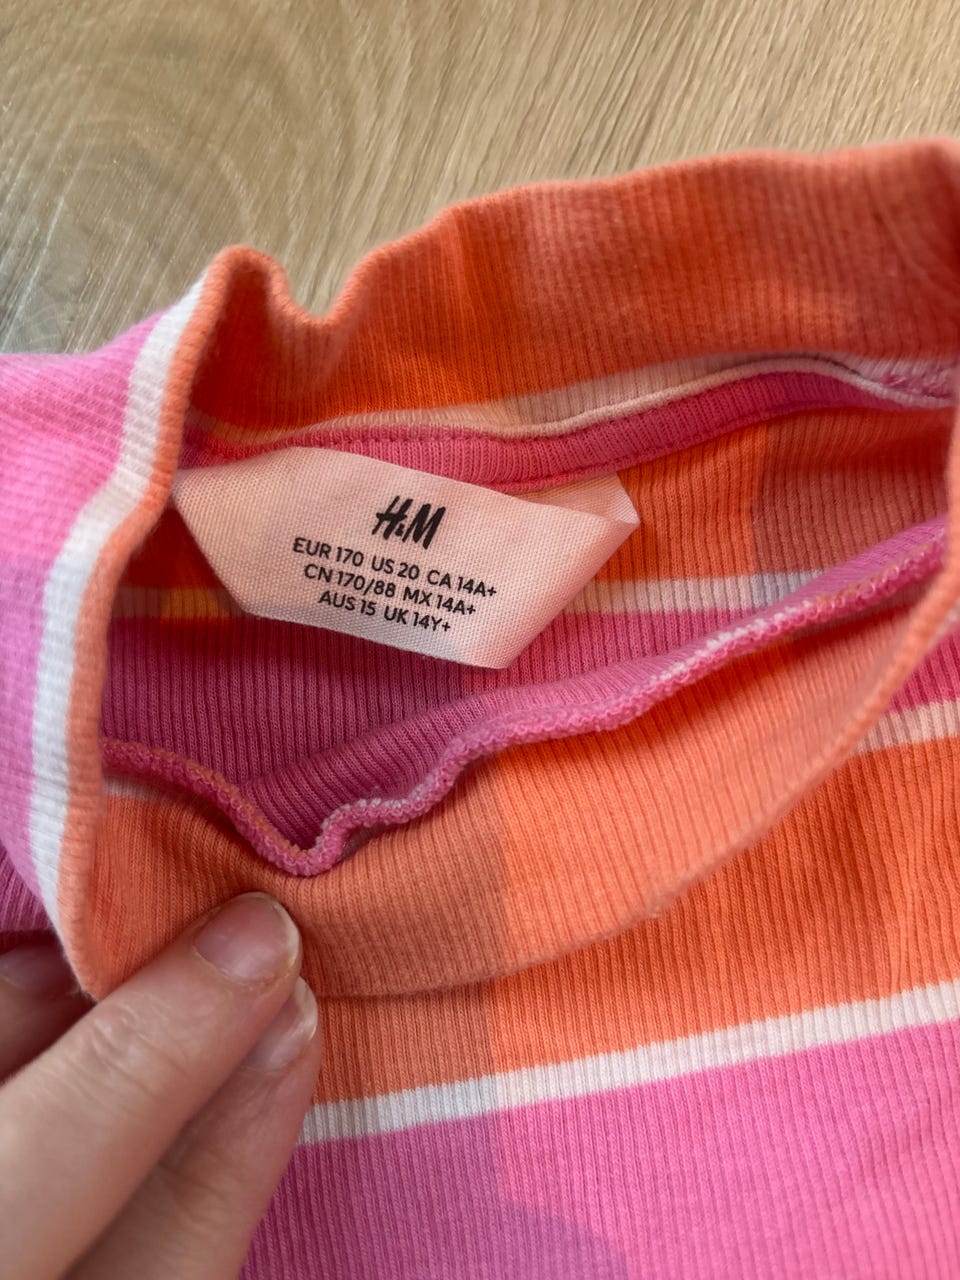 H&M
EUR 170 US 20 CA 14A+
CN 170/88 MX 14A+
AUS 15 UK 14Y+